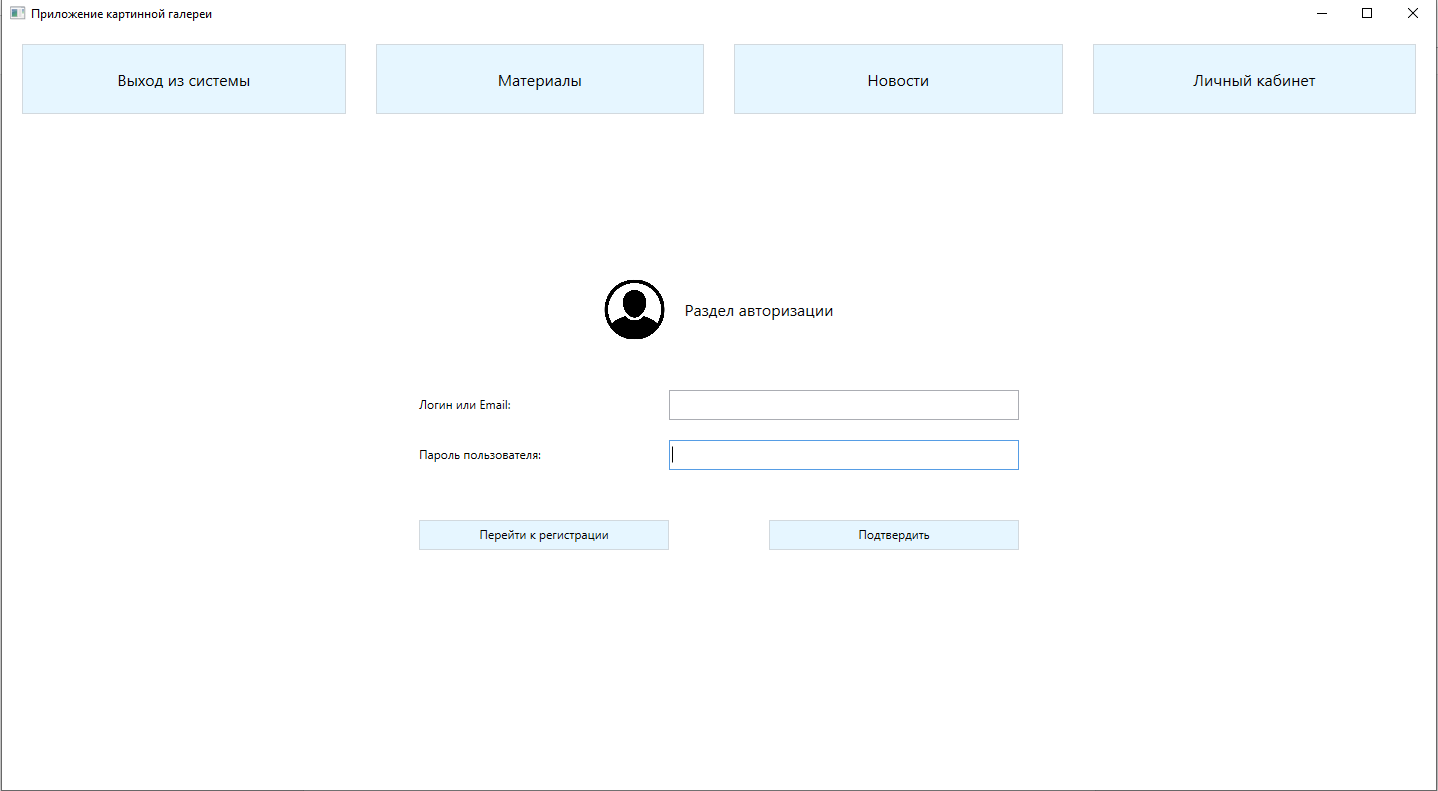 Приложение картинной галереи
Выход из системы
Материалы
Новости
Личный кабинет
Раздел авторизации
Логин или Email:
Пароль пользователя:
Перейти к регистрации
Подтвердить